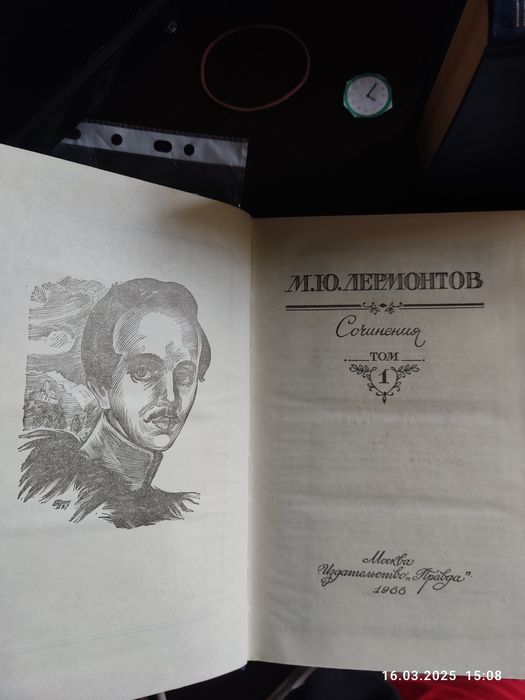 М.Ю. ЛЕРМОНТОВ
Сочинения
ТОМ
1
Москва
Издательство „Правда"
1988
16.03.2025 15:08